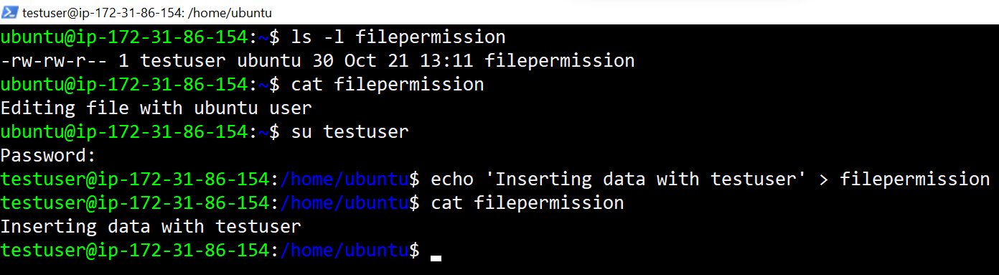 testuser@ip-172-31-86-154: /home/ubuntu
ubuntu@ip-172-31-86-154:~$ ls -l filepermission
-rw-rw-r-- 1 testuser ubuntu 30 Oct 21 13:11 filepermission
ubuntu@ip-172-31-86-154:~$ cat filepermission
Editing file with ubuntu user
ubuntu@ip-172-31-86-154:~$ su testuser
Password:
testuser@ip-172-31-86-154:/home/ubuntu$ echo 'Inserting data with testuser' > filepermission
testuser@ip-172-31-86-154:/home/ubuntu$ cat filepermission
Inserting data with testuser
testuser@ip-172-31-86-154:/home/ubuntu$